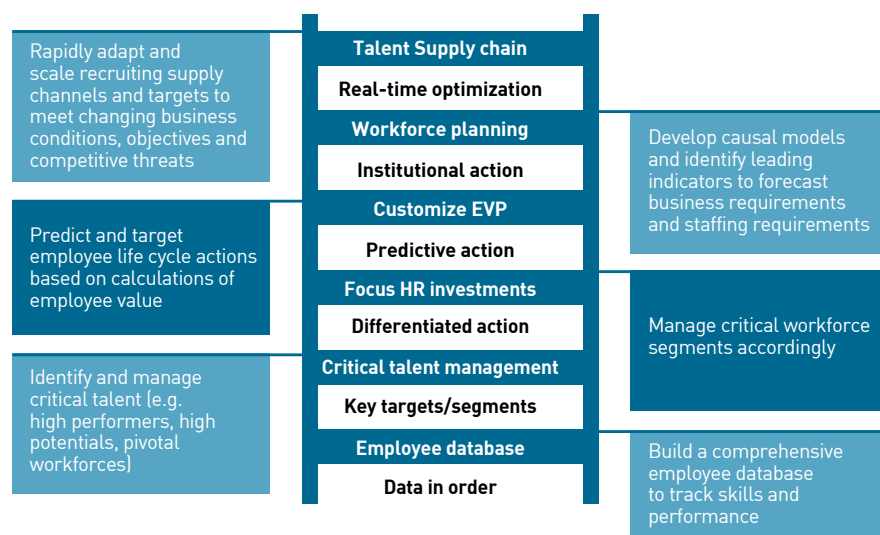 Rapidly adapt and
scale recruiting supply
channels and targets to
meet changing business
conditions, objectives and
competitive threats
Predict and target
employee life cycle actions
based on calculations of
employee value
Identify and manage
critical talent (e.g.
high performers, high
potentials, pivotal
workforces)
Talent Supply chain
Real-time optimization
Workforce planning
Institutional action
Customize EVP
Predictive action
Focus HR investments
Differentiated action
Critical talent management
Key targets/segments
Employee database
Data in order
Develop causal models
and identify leading
indicators to forecast
business requirements
and staffing requirements
Manage critical workforce
segments accordingly
Build a comprehensive
employee database
to track skills and
performance